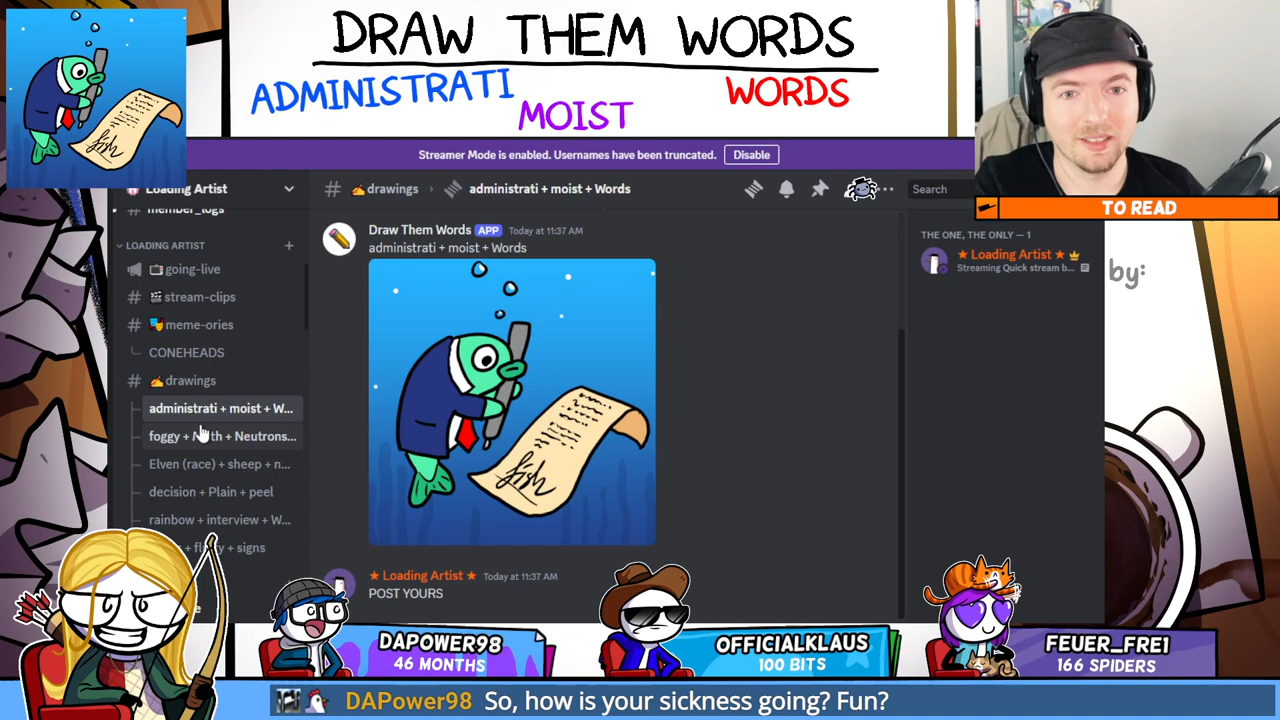 DRAW THEM WORDS
ADMINISTRATI
MOIST
WORDS
TO READ
Streamer Mode is enabled. Usernames have been truncated.
Disable
Loading Artist
drawings
administrati + moist + Words
Search
member_logs
LOADING ARTIST
going-live
stream-clips
meme-ories
CONEHEADS
drawings
administrati + moist + W...
foggy + + Neutrons...
Elven (race) + sheep + n...
decision + Plain + peel
rainbow + interview + W...
+ signs
Draw Them Words APP Today at 11:37 AM
administrati + moist + Words
fish
fish
★ Loading Artist ★ Today at 11:37 AM
POST YOURS
THE ONE, THE ONLY — 1
★ Loading Artist ★
Streaming Quick stream b...
by:
DAPOWER98
46 MONTHS
OFFICIALKLAUS
100 BITS
FEUER_FRE1
166 SPIDERS
DAPower98 So, how is your sickness going? Fun?